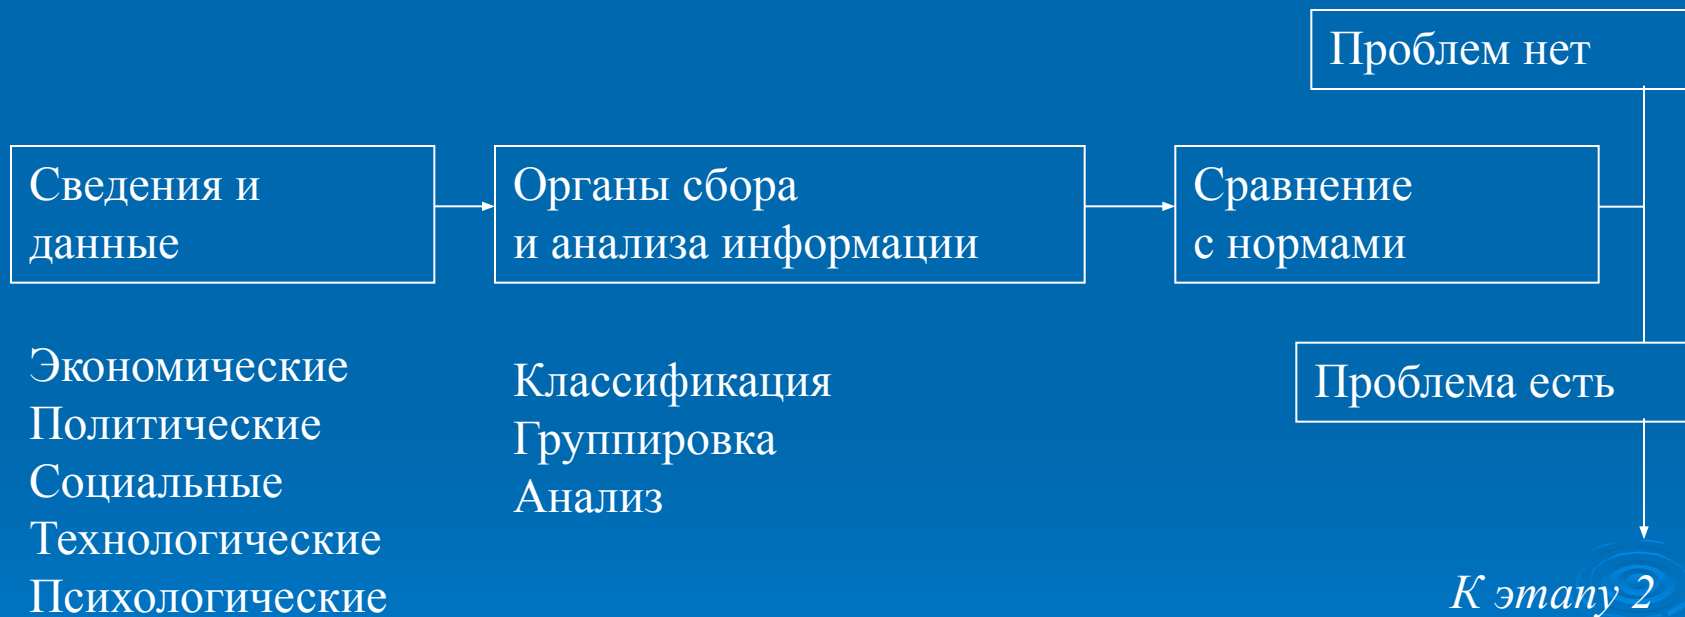 Проблем нет
Сведения и
данные
Органы сбора
и анализа информации
Сравнение
с нормами
Экономические
Политические
Социальные
Технологические
Психологические
Классификация
Группировка
Анализ
Проблема есть
К этапу 2